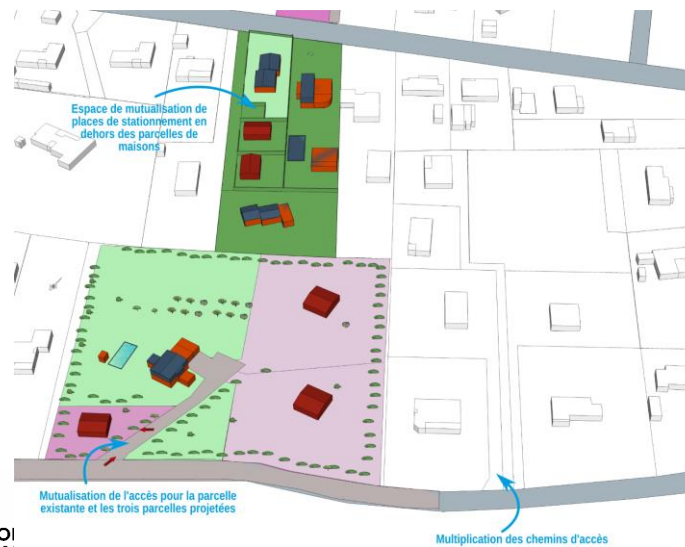 Espace de mutualisation de
places de stationnement en
dehors des parcelles de
maisons
Mutualisation de l'accès pour la parcelle
existante et les trois parcelles projetées
Multiplication des chemins d'accès